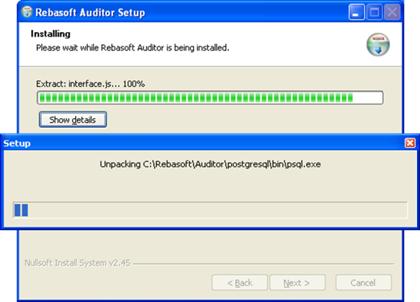 Rebasoft Auditor Setup
Installing
Please wait while Rebasoft Auditor is being installed.
Extract: interface.js... 100%
Show details
Setup
Unpacking C:\Rebasoft\Auditor\postgresql\bin\psql.exe
Nullsoft Install System v2.45
< Back Next > Cancel